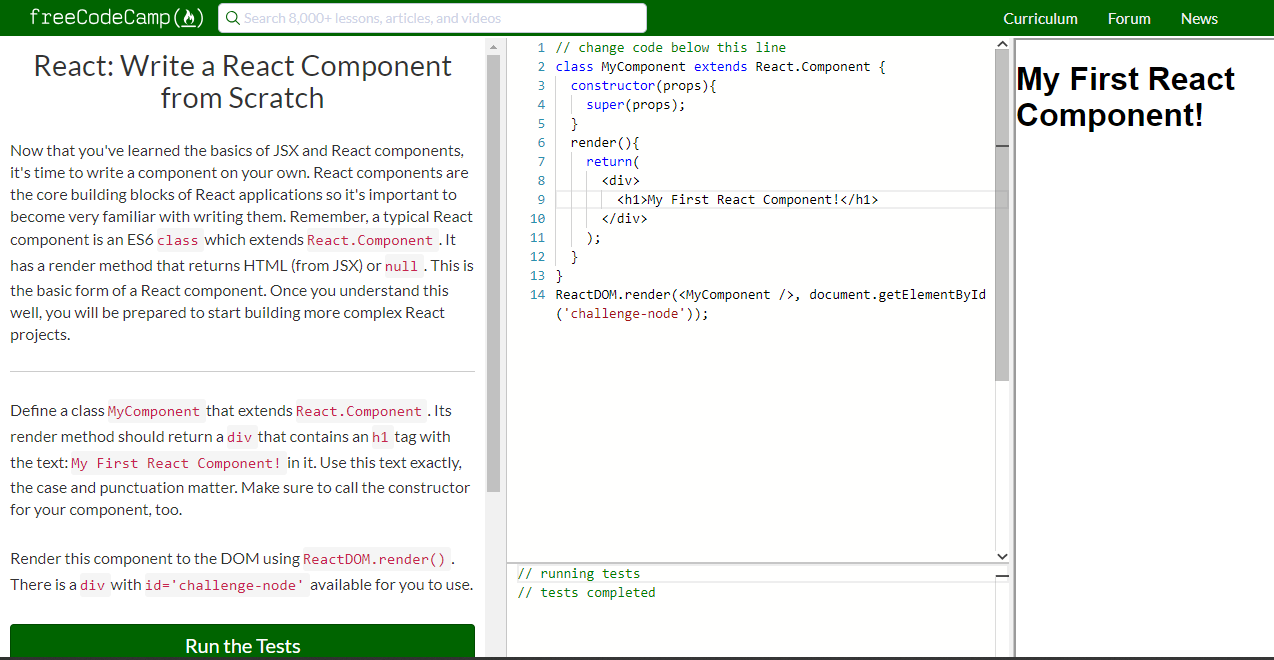 freeCodeCamp(🔥)
Search 8,000+ lessons, articles, and videos
Curriculum
Forum
News
React: Write a React Component
from Scratch
Now that you've learned the basics of JSX and React components,
it's time to write a component on your own. React components are
the core building blocks of React applications so it's important to
become very familiar with writing them. Remember, a typical React
component is an ES6 class which extends React.Component . It
has a render method that returns HTML (from JSX) or null . This is
the basic form of a React component. Once you understand this
well, you will be prepared to start building more complex React
projects.
Define a class MyComponent that extends React.Component . Its
render method should return a div that contains an h1 tag with
the text: My First React Component! in it. Use this text exactly,
the case and punctuation matter. Make sure to call the constructor
for your component, too.
Render this component to the DOM using ReactDOM.render() .
There is a div with id='challenge-node' available for you to use.
Run the Tests
1 // change code below this line
2 class MyComponent extends React.Component {
3 constructor(props){
4 super(props);
5 }
6 render(){
7 return(
8 <div>
9 <h1>My First React Component!</h1>
10 </div>
11 );
12 }
13 }
14 ReactDOM.render(<MyComponent />, document.getElementById
('challenge-node'));
// running tests
// tests completed
My First React
Component!